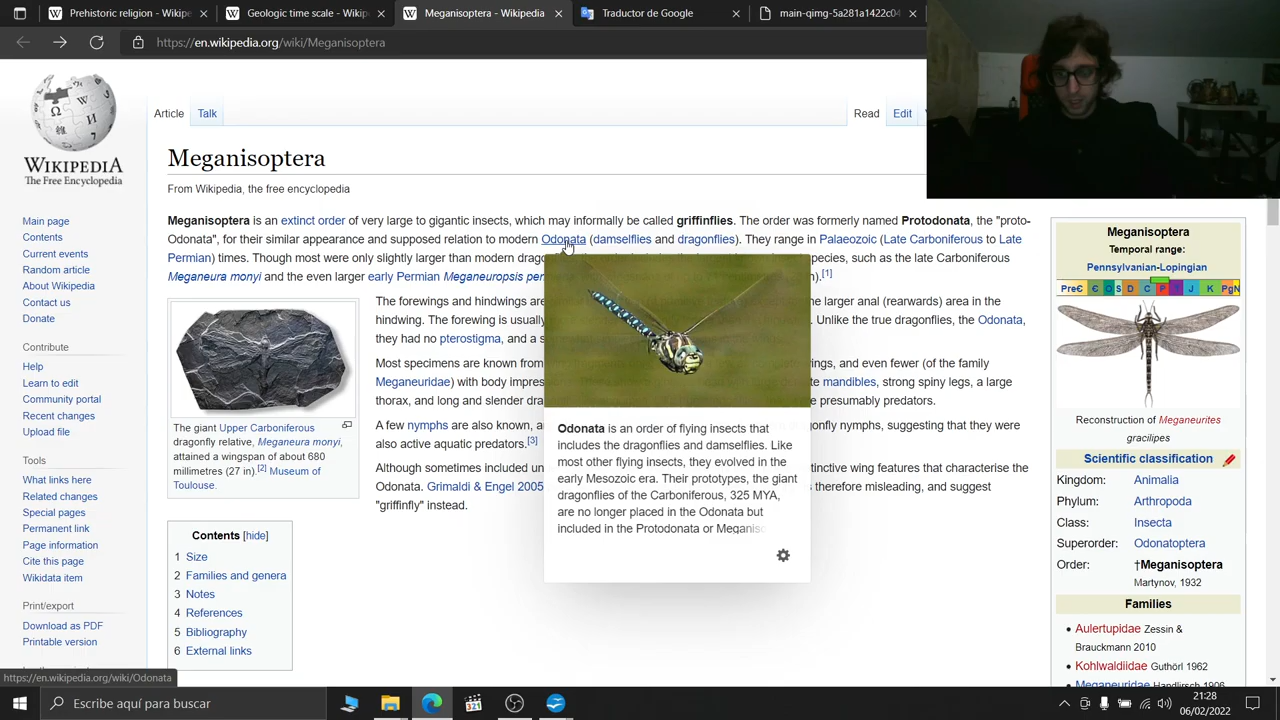 Prehistoric religion - Wikipedia
Geologic time scale - Wikipedia
Meganisoptera - Wikipedia
Traductor de Google
main-qimg-5a281a1422c04
https://en.wikipedia.org/wiki/Meganisoptera
WIKIPEDIA
The Free Encyclopedia
Main page
Contents
Current events
Random article
About Wikipedia
Contact us
Donate
Contribute
Help
Learn to edit
Community portal
Recent changes
Upload file
Tools
What links here
Related changes
Special pages
Permanent link
Page information
Cite this page
Wikidata item
Print/export
Download as PDF
Printable version
Article
Talk
Read
Edit
Meganisoptera
From Wikipedia, the free encyclopedia
Meganisoptera is an extinct order of very large to gigantic insects, which may informally be called griffinflies. The order was formerly named Protodonata, the "proto-
Odonata", for their similar appearance and supposed relation to modern Odonata (damselflies and dragonflies). They range in Palaeozoic (Late Carboniferous to Late
Permian) times. Though most were only slightly larger than modern drago species, such as the late Carboniferous
Meganeura monyi and the even larger early Permian Meganeuropsis per [1]
The giant Upper Carboniferous
dragonfly relative, Meganeura monyi,
attained a wingspan of about 680
millimetres (27 in).[2] Museum of
Toulouse.
The forewings and hindwings are the larger anal (rearwards) area in the
hindwing. The forewing is usually Unlike the true dragonflies, the Odonata,
they had no pterostigma, and a
Most specimens are known from wings, and even fewer (of the family
Meganeuridae) with body impres mandibles, strong spiny legs, a large
thorax, and long and slender dra presumably predators.
A few nymphs are also known, an dragonfly nymphs, suggesting that they were
also active aquatic predators.[3]
Although sometimes included un distinctive wing features that characterise the
Odonata. Grimaldi & Engel 2005 therefore misleading, and suggest
"griffinfly" instead.
Odonata is an order of flying insects that
includes the dragonflies and damselflies. Like
most other flying insects, they evolved in the
early Mesozoic era. Their prototypes, the giant
dragonflies of the Carboniferous, 325 MYA,
are no longer placed in the Odonata but
included in the Protodonata or Meganiso
Contents [hide]
1 Size
2 Families and genera
3 Notes
4 References
5 Bibliography
6 External links
Meganisoptera
Temporal range:
Pennsylvanian-Lopingian
PreꞒ Ꞓ O S D C P T J K PgN
Reconstruction of Meganeurites
gracilipes
Scientific classification
Kingdom: Animalia
Phylum: Arthropoda
Class: Insecta
Superorder: Odonatoptera
Order: †Meganisoptera
Martynov, 1932
Families
• Aulertupidae Zessin &
Brauckmann 2010
• Kohlwaldiidae Guthörl 1962
• Meganeuridae Handlirsch 1906
https://en.wikipedia.org/wiki/Odonata
Escribe aquí para buscar
321
21:28
06/02/2022